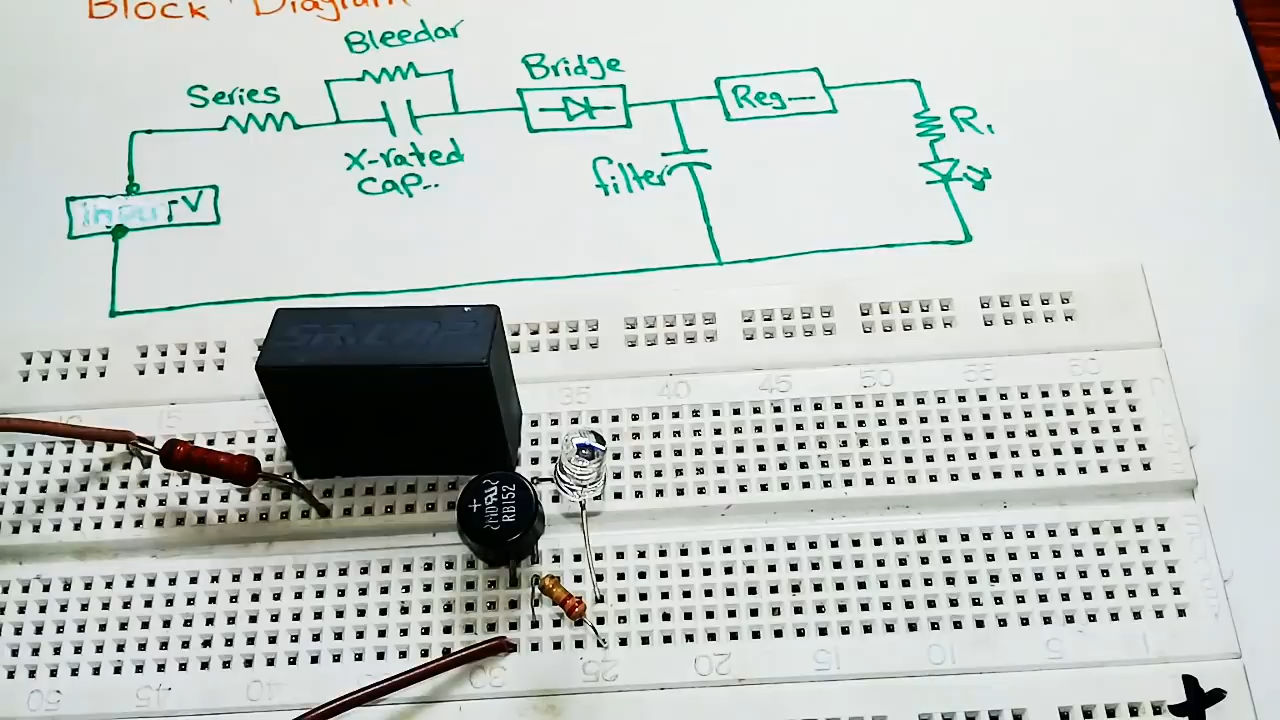 Block Diagram
Bleedar
Bridge
Series
Reg
R1
X-rated
cap..
filter
Input V
35 40 45 50 55 60
15
+
RB152
50 45 40 30 25 20 15 10 5 1
+